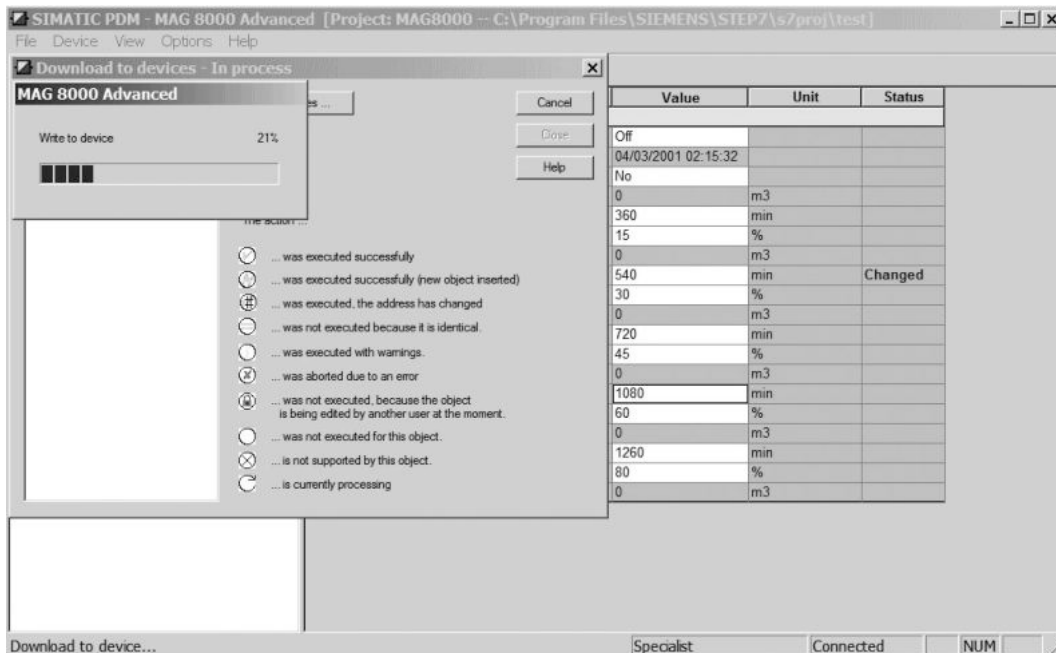 SIMATIC PDM - MAG 8000 Advanced [Project: MAG8000 -- C:\Program Files\SIEMENS\STEP7\s7proj\test]
File Device View Options Help
Download to devices - In process
MAG 8000 Advanced
Write to device 21%
es ...
Cancel
Close
Help
The action ...
... was executed successfully
... was executed successfully (new object inserted)
... was executed, the address has changed
... was not executed because it is identical.
... was executed with warnings.
... was aborted due to an error
... was not executed, because the object
is being edited by another user at the moment.
... was not executed for this object.
... is not supported by this object.
... is currently processing
Value Unit Status
Off
04/03/2001 02:15:32
No
0 m3
360 min
15 %
0 m3
540 min Changed
30 %
0 m3
720 min
45 %
0 m3
1080 min
60 %
0 m3
1260 min
80 %
0 m3
Download to device... Specialist Connected NUM